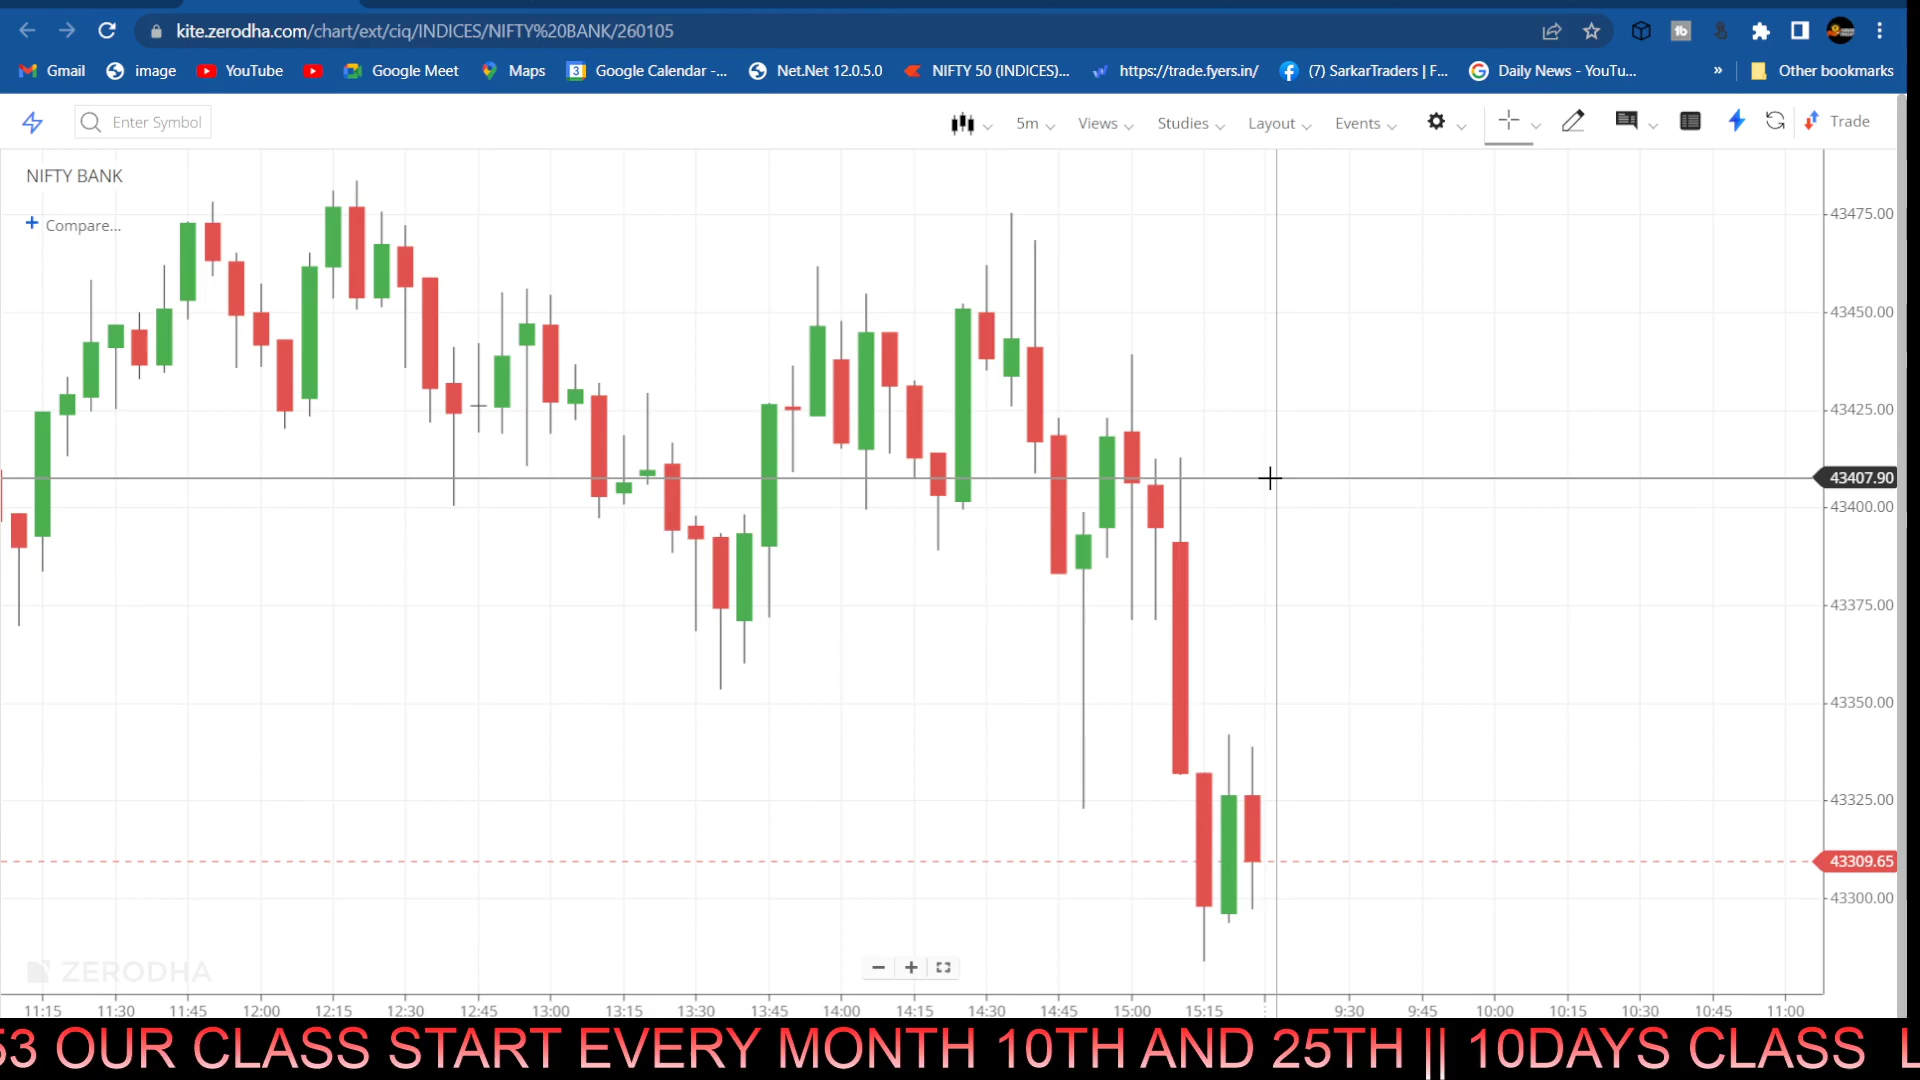 kite.zerodha.com/chart/ext/ciq/INDICES/NIFTY%20BANK/260105
Gmail image YouTube Google Meet Maps Google Calendar -... Net.Net 12.0.5.0 NIFTY 50 (INDICES)... https://trade.fyers.in/ (7) SarkarTraders | F... Daily News - YouTu... » Other bookmarks
Enter Symbol 5m Views Studies Layout Events Trade
NIFTY BANK
+ Compare...
43475.00
43450.00
43425.00
43407.90
43400.00
43375.00
43350.00
43325.00
43309.65
43300.00
ZERODHA
11:15 11:30 11:45 12:00 12:15 12:30 12:45 13:00 13:15 13:30 13:45 14:00 14:15 14:30 14:45 15:00 15:15 9:30 9:45 10:00 10:15 10:30 10:45 11:00
53 OUR CLASS START EVERY MONTH 10TH AND 25TH || 10DAYS CLASS L